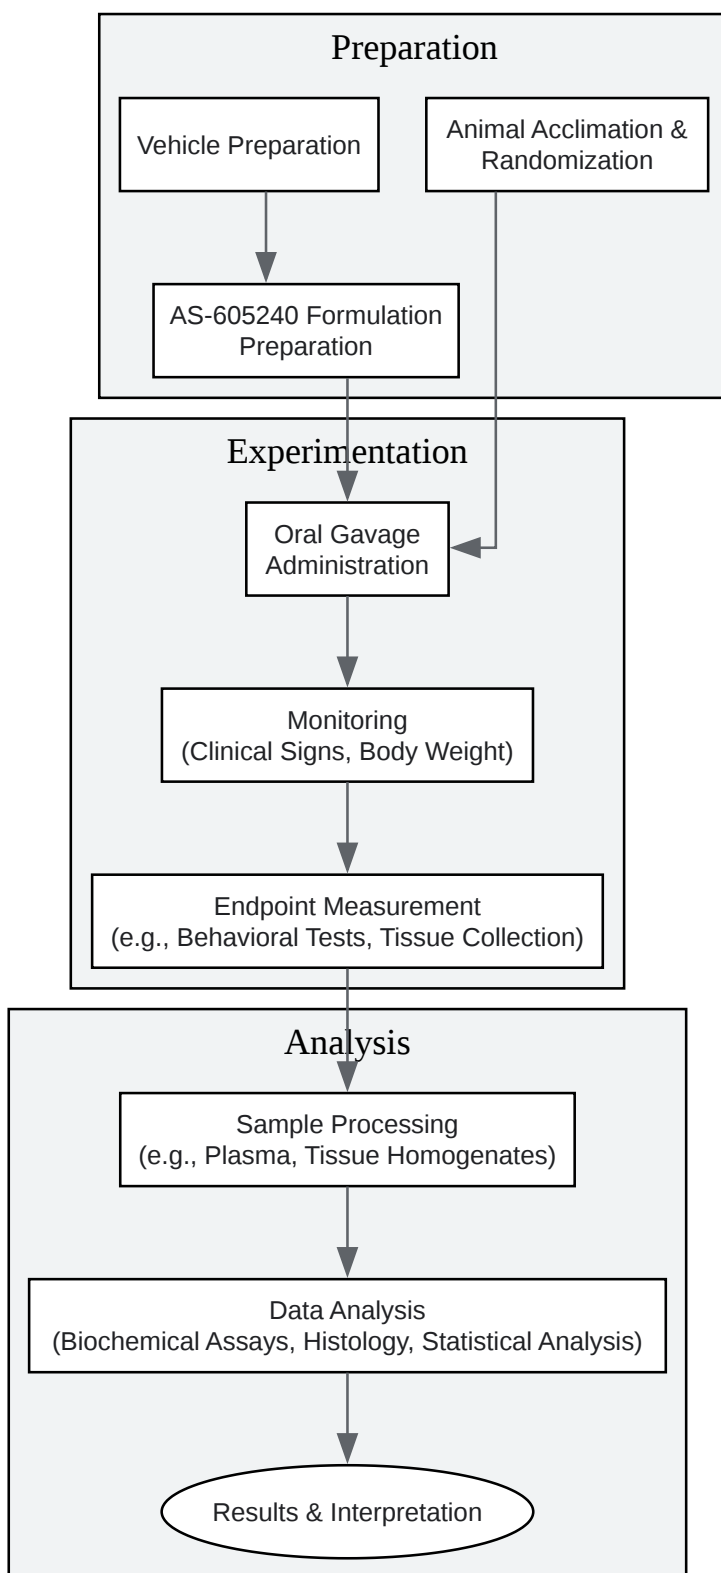 Preparation
Vehicle Preparation
Animal Acclimation &
Randomization
AS-605240 Formulation
Preparation
Experimentation
Oral Gavage
Administration
Monitoring
(Clinical Signs, Body Weight)
Endpoint Measurement
(e.g., Behavioral Tests, Tissue Collection)
Analysis
Sample Processing
(e.g., Plasma, Tissue Homogenates)
Data Analysis
(Biochemical Assays, Histology, Statistical Analysis)
Results & Interpretation